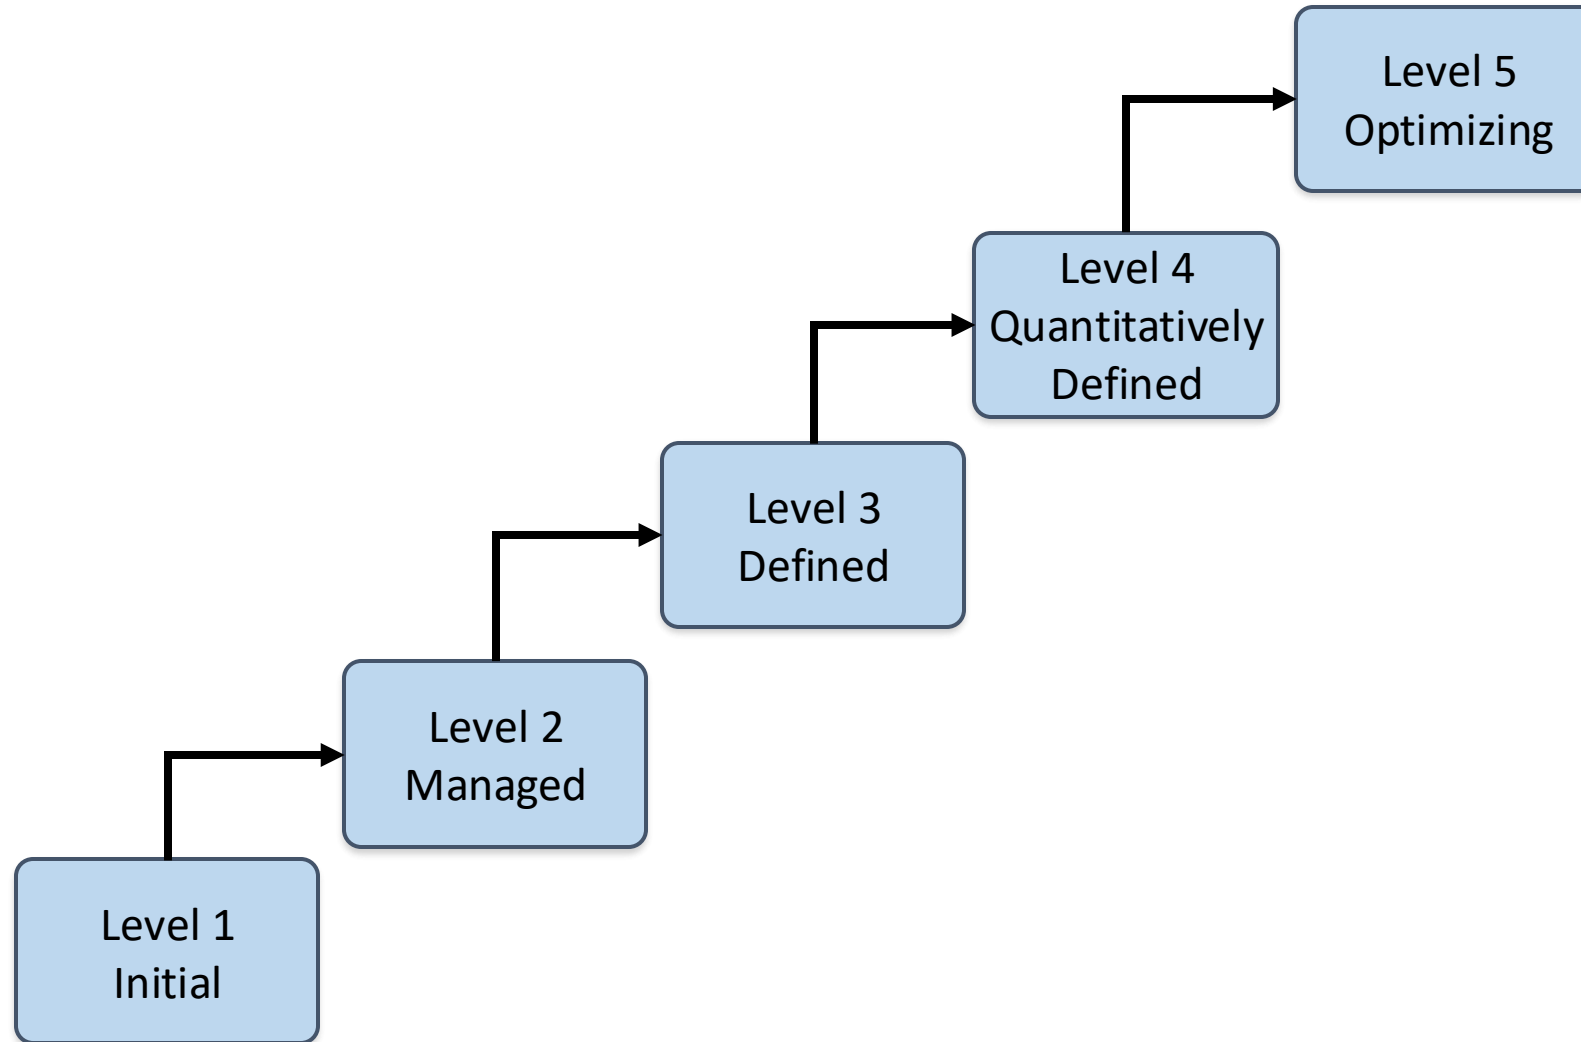 Level 5
Optimizing
Level 4
Quantitatively
Defined
Level 3
Defined
Level 2
Managed
Level 1
Initial